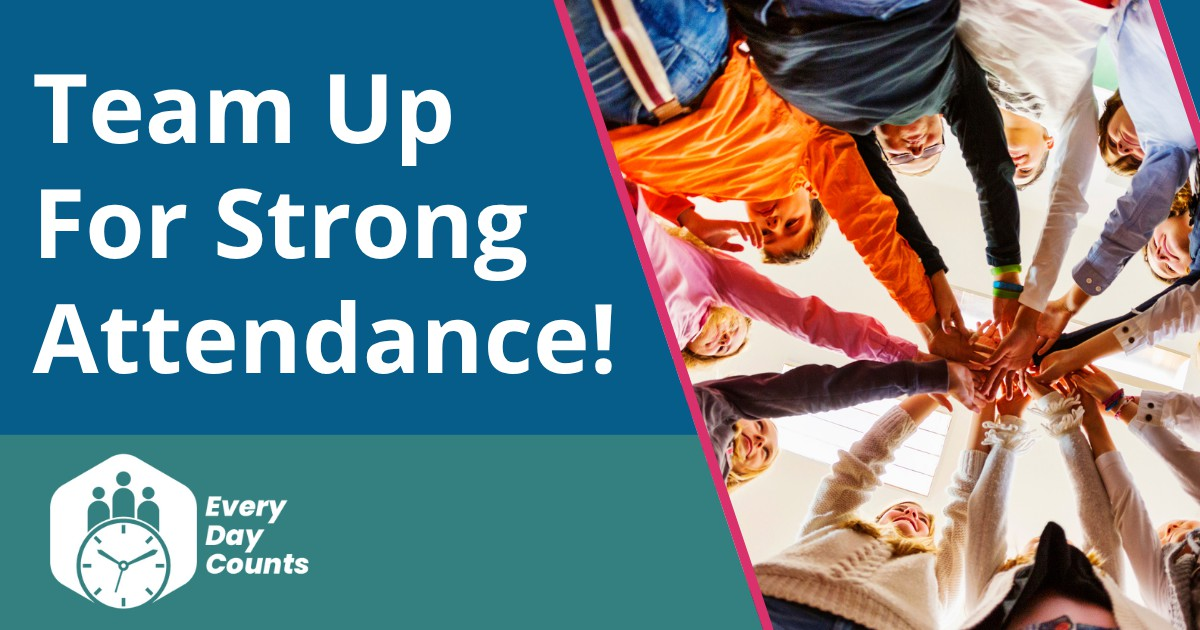 Team Up
For Strong
Attendance!
Every
Day
Counts